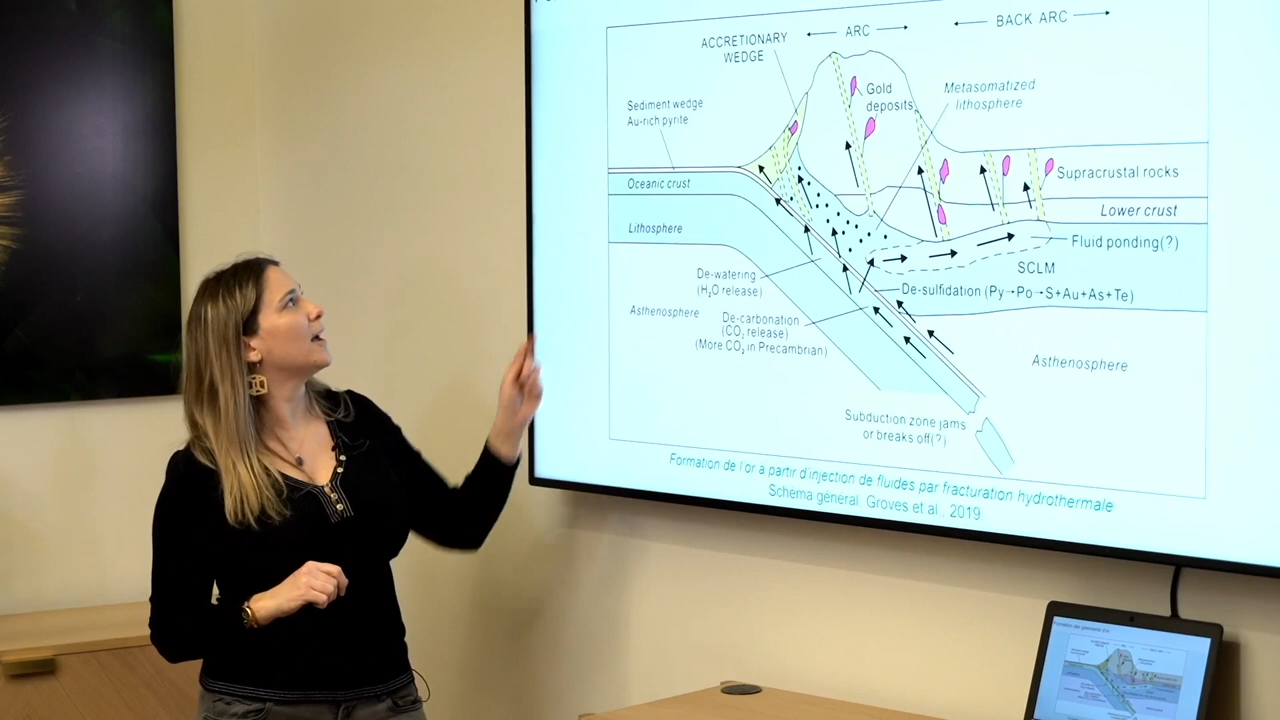 BACK ARC
ARC
ACCRETIONARY
WEDGE
Gold
deposits
Metasomatized
lithosphere
Sediment wedge
Au-rich pyrite
Supracrustal rocks
Oceanic crust
Lower crust
Lithosphere
Fluid ponding(?)
SCLM
De-watering
(H₂O release)
De-sulfidation (Py→Po→S+Au+As+Te)
Asthenosphere
De-carbonation
(CO₂ release)
(More CO₂ in Precambrian)
Asthenosphere
Subduction zone jams
or breaks off(?)
Formation de l'or à partir d'injection de fluides par fracturation hydrothermale
Schéma général, Groves et al., 2019